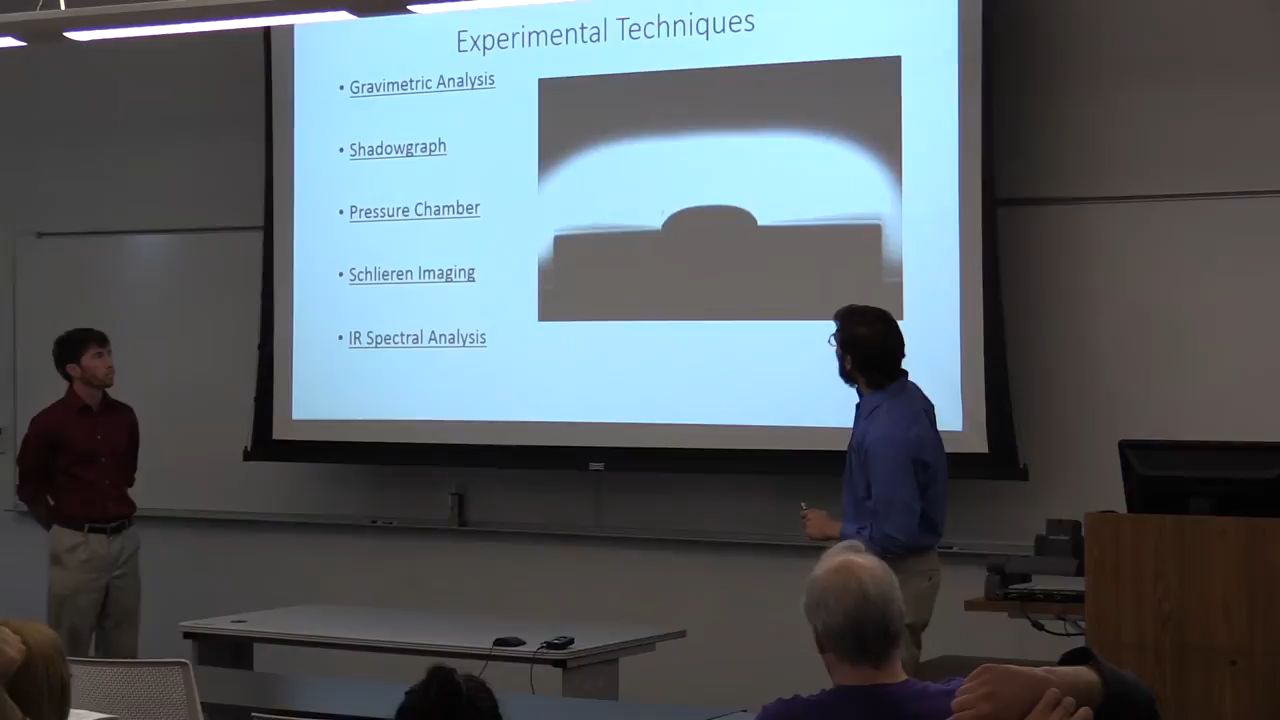 Experimental Techniques
• Gravimetric Analysis
• Shadowgraph
• Pressure Chamber
• Schlieren Imaging
• IR Spectral Analysis